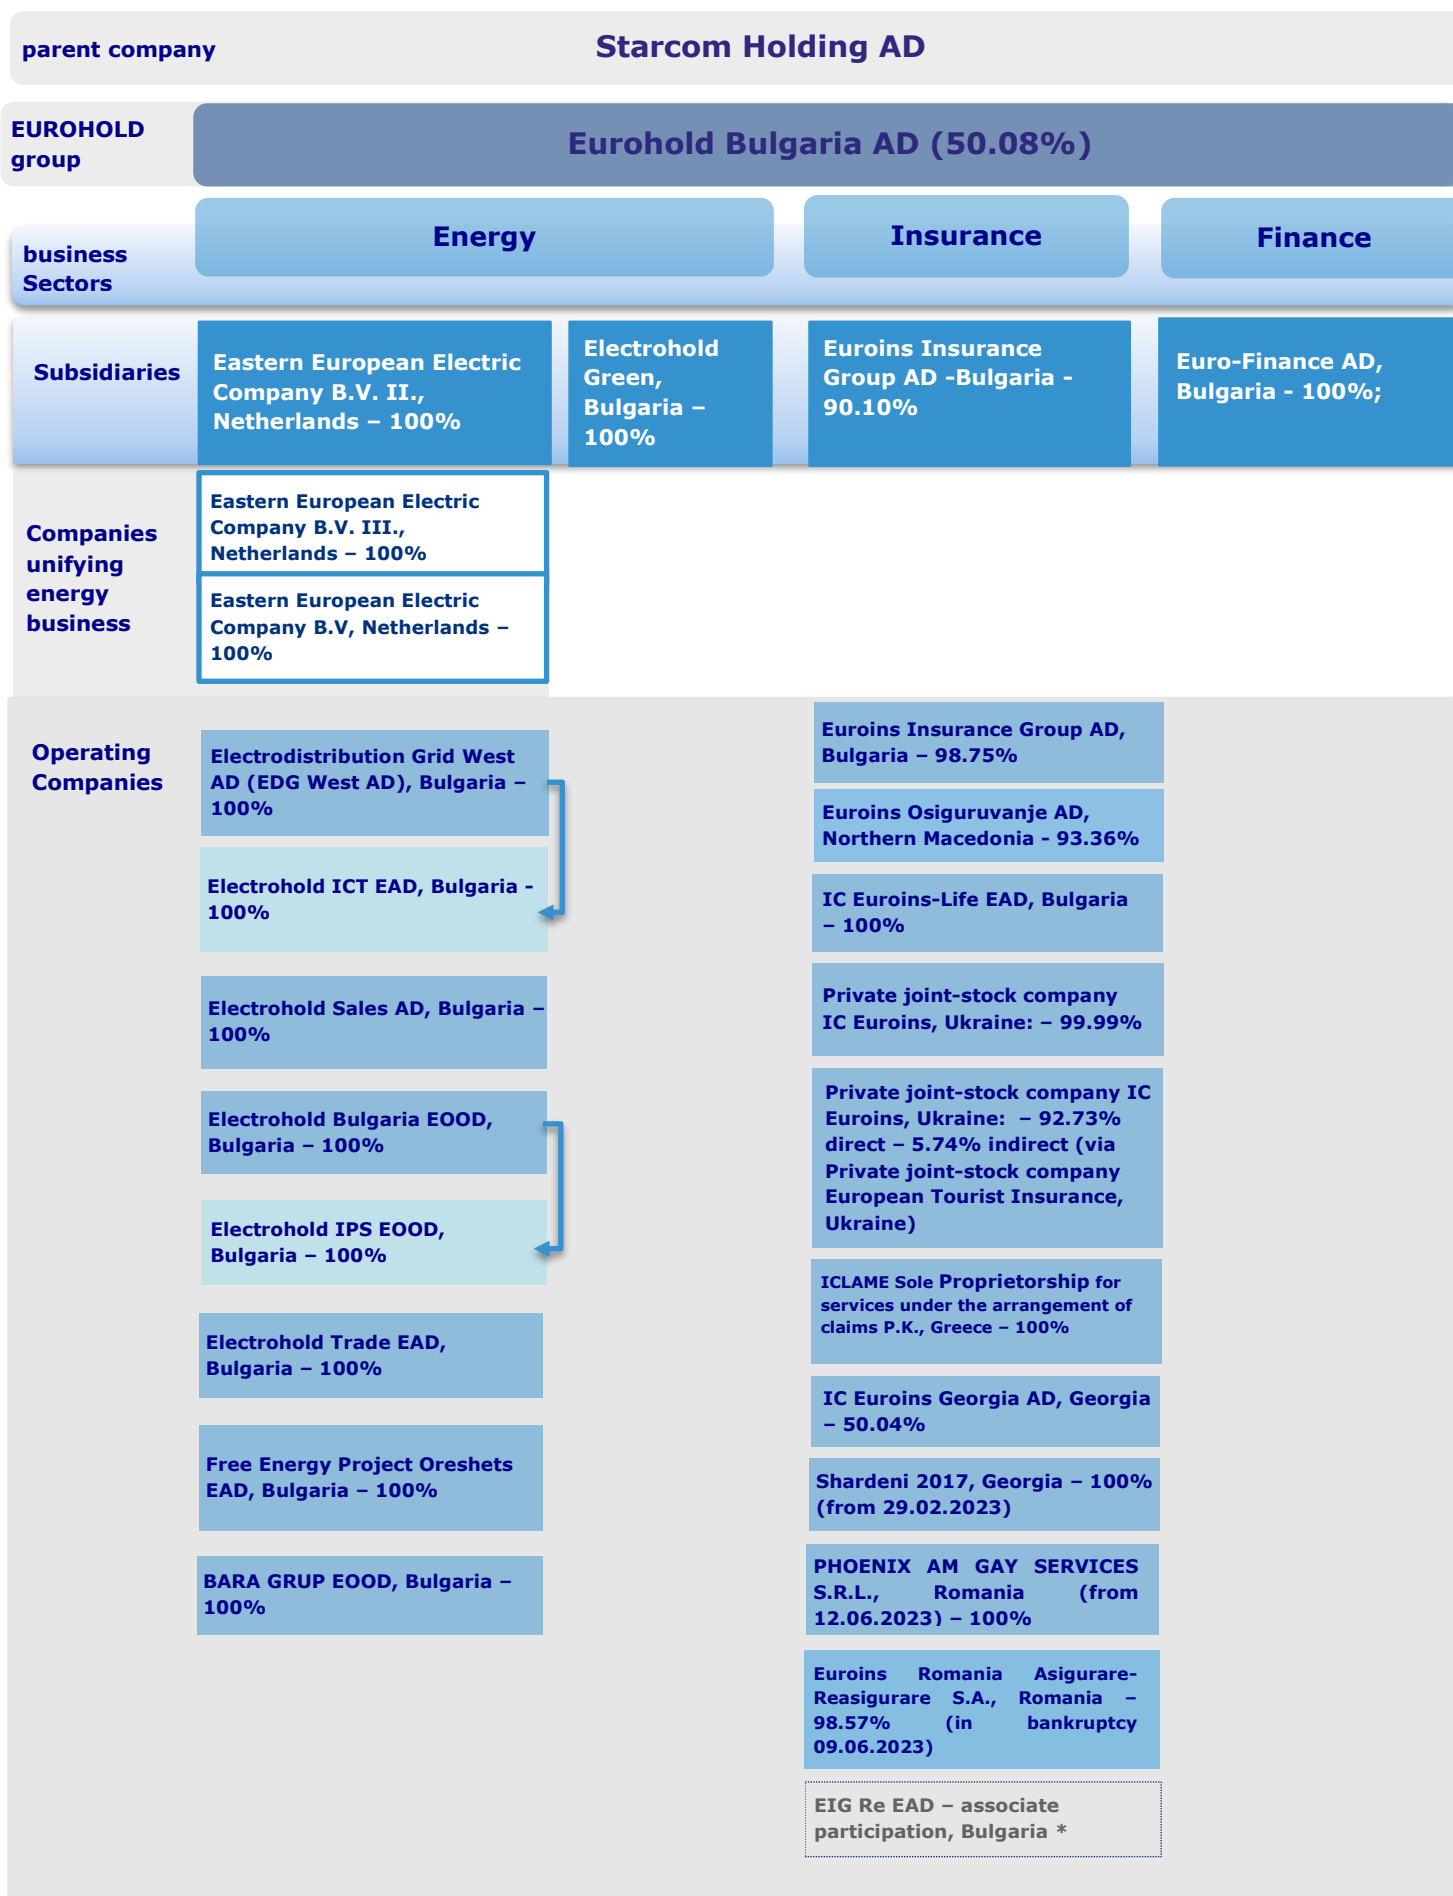 parent company
Starcom Holding AD
EUROHOLD
group
Eurohold Bulgaria AD (50.08%)
business
Sectors
Energy
Insurance
Finance
Subsidiaries
Eastern European Electric
Company B.V. II.,
Netherlands – 100%
Electrohold
Green,
Bulgaria –
100%
Euroins Insurance
Group AD -Bulgaria -
90.10%
Euro-Finance AD,
Bulgaria - 100%;
Companies
unifying
energy
business
Eastern European Electric
Company B.V. III.,
Netherlands – 100%
Eastern European Electric
Company B.V, Netherlands –
100%
Operating
Companies
Electrodistribution Grid West
AD (EDG West AD), Bulgaria –
100%
Electrohold ICT EAD, Bulgaria -
100%
Electrohold Sales AD, Bulgaria –
100%
Electrohold Bulgaria EOOD,
Bulgaria – 100%
Electrohold IPS EOOD,
Bulgaria – 100%
Electrohold Trade EAD,
Bulgaria – 100%
Free Energy Project Oreshets
EAD, Bulgaria – 100%
BARA GRUP EOOD, Bulgaria –
100%
Euroins Insurance Group AD,
Bulgaria – 98.75%
Euroins Osiguruvanje AD,
Northern Macedonia - 93.36%
IC Euroins-Life EAD, Bulgaria
– 100%
Private joint-stock company
IC Euroins, Ukraine: – 99.99%
Private joint-stock company IC
Euroins, Ukraine:  – 92.73%
direct – 5.74% indirect (via
Private joint-stock company
European Tourist Insurance,
Ukraine)
ICLAME Sole Proprietorship for
services under the arrangement of
claims P.K., Greece – 100%
IC Euroins Georgia AD, Georgia
– 50.04%
Shardeni 2017, Georgia – 100%
(from 29.02.2023)
PHOENIX AM GAY SERVICES
S.R.L., Romania (from
12.06.2023) – 100%
Euroins Romania Asigurare-
Reasigurare S.A., Romania –
98.57% (in bankruptcy
09.06.2023)
EIG Re EAD – associate
participation, Bulgaria *